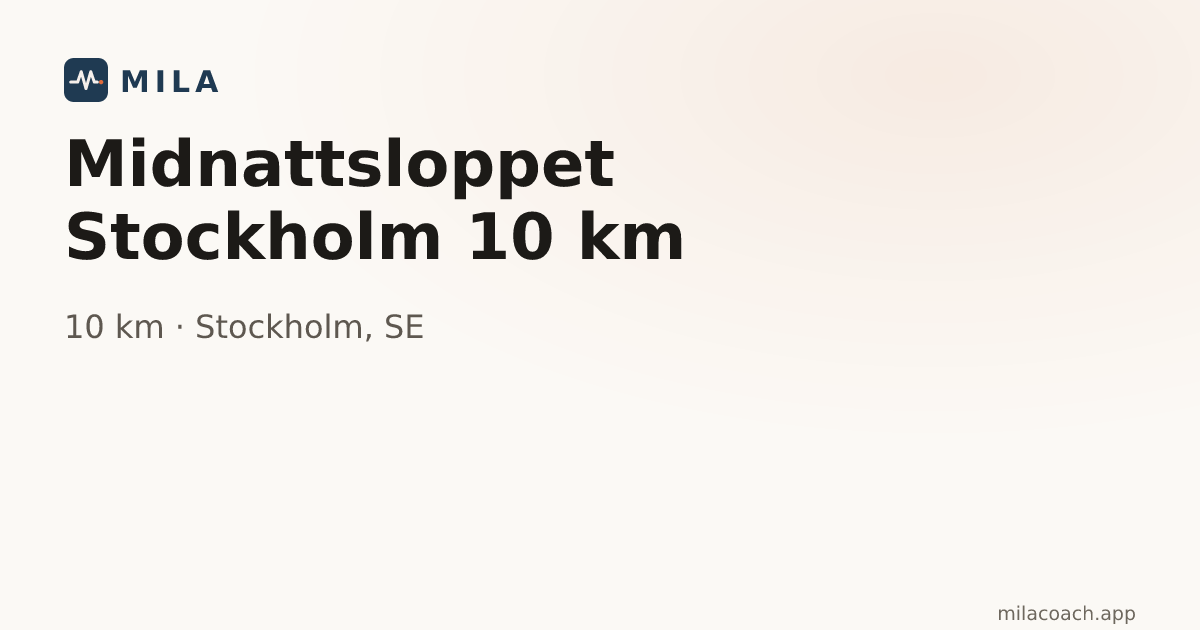 MILA
Midnattsloppet
Stockholm 10 km
10 km · Stockholm, SE
milacoach.app